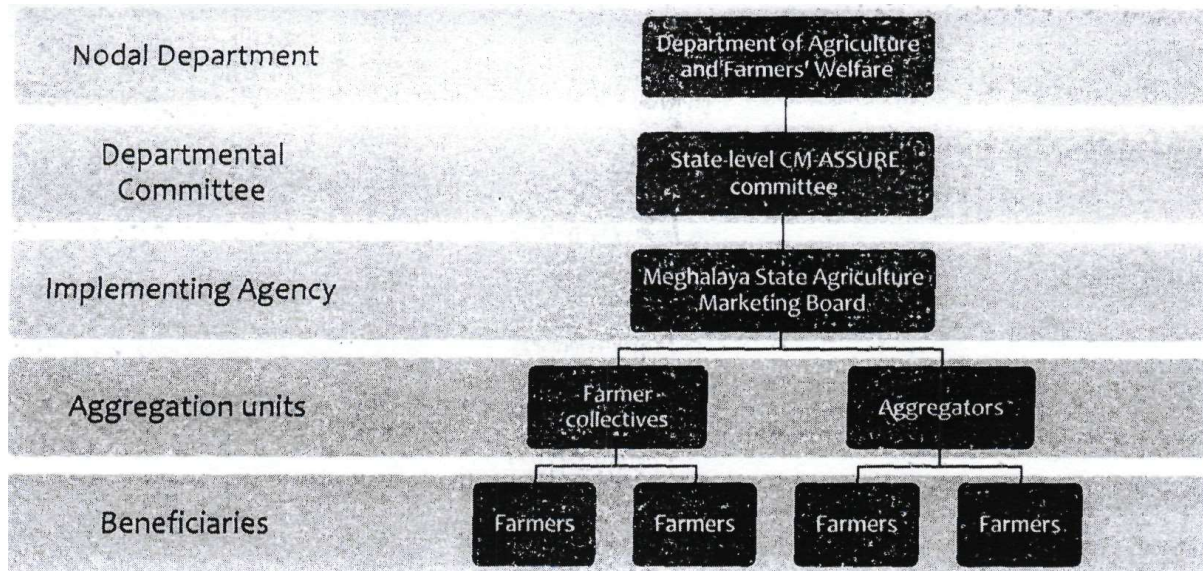 Nodal Department
Department of Agriculture
and Farmers' Welfare
Departmental
Committee
State-level CM-ASSURE
committee
Implementing Agency
Meghalaya State Agriculture
Marketing Board
Aggregation units
Farmer
collectives
Aggregators
Beneficiaries
Farmers
Farmers
Farmers
Farmers